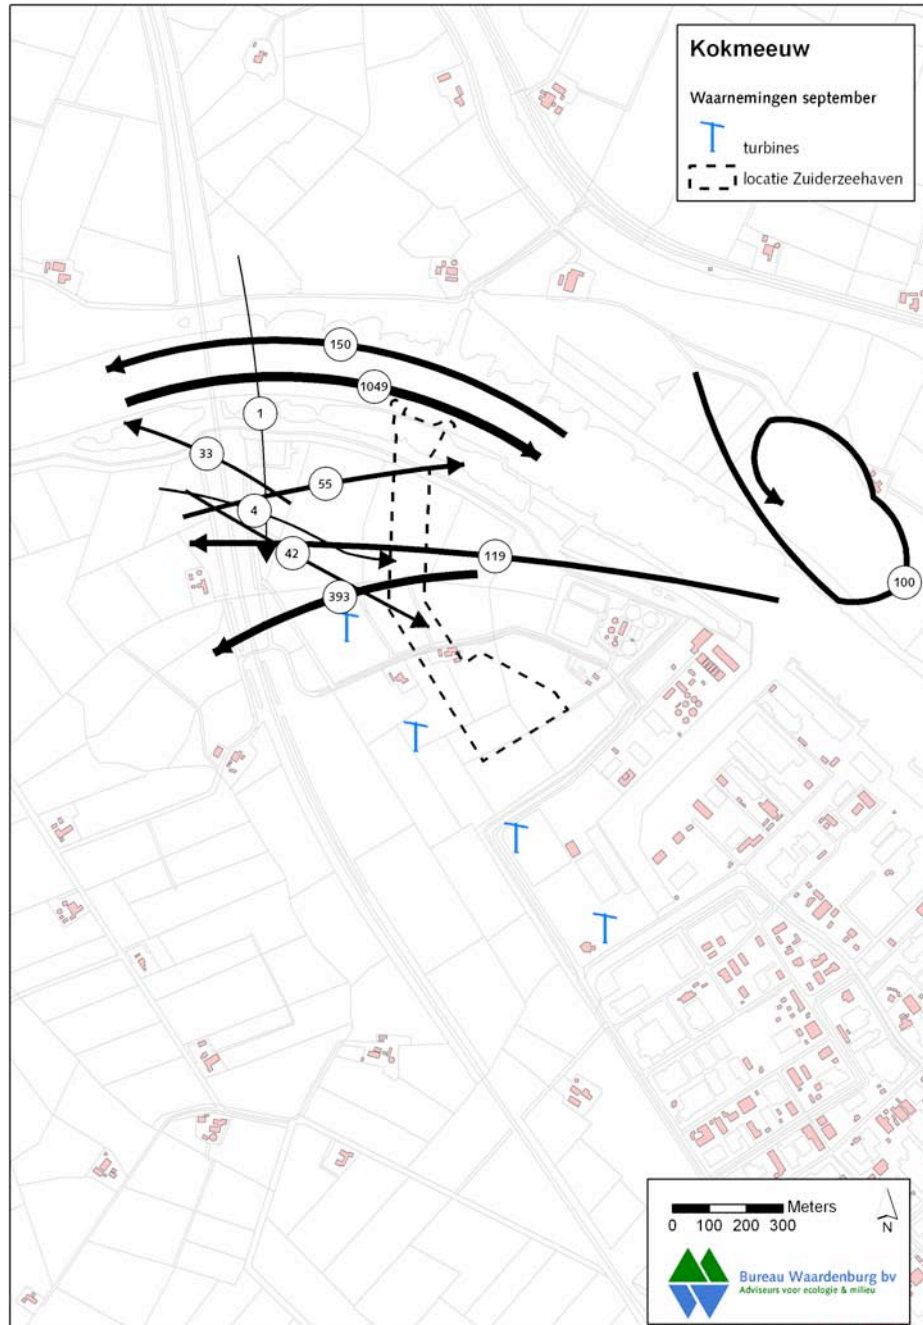 Kokmeeuw
Waarnemingen september
turbines
locatie Zuiderzeehaven
150
1049
1
33
55
4
42
119
393
100
Meters
0 100 200 300
N
Bureau Waardenburg bv
Adviseurs voor ecologie & milieu